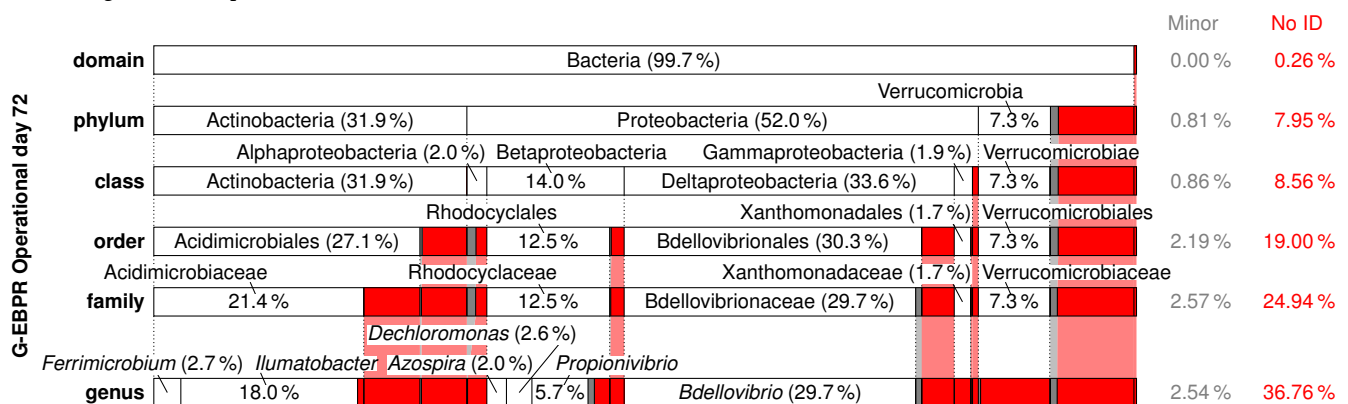 Minor No ID
domain Bacteria (99.7 %) 0.00 % 0.26 %
Verrucomicrobia
phylum Actinobacteria (31.9 %) Proteobacteria (52.0 %) 7.3 % 0.81 % 7.95 %
Alphaproteobacteria (2.0 %) Betaproteobacteria Gammaproteobacteria (1.9 %) Verrucomicrobiae
class Actinobacteria (31.9 %) 14.0 % Deltaproteobacteria (33.6 %) 7.3 % 0.86 % 8.56 %
Rhodocyclales Xanthomonadales (1.7 %) Verrucomicrobiales
order Acidimicrobiales (27.1 %) 12.5 % Bdellovibrionales (30.3 %) 7.3 % 2.19 % 19.00 %
Acidimicrobiaceae Rhodocyclaceae Xanthomonadaceae (1.7 %) Verrucomicrobiaceae
family 21.4 % 12.5 % Bdellovibrionaceae (29.7 %) 7.3 % 2.57 % 24.94 %
Dechloromonas (2.6 %)
Ferrimicrobium (2.7 %) Ilumatobacter Azospira (2.0 %) Propionivibrio
genus 18.0 % 5.7 % Bdellovibrio (29.7 %) 2.54 % 36.76 %
G-EBPR Operational day 72